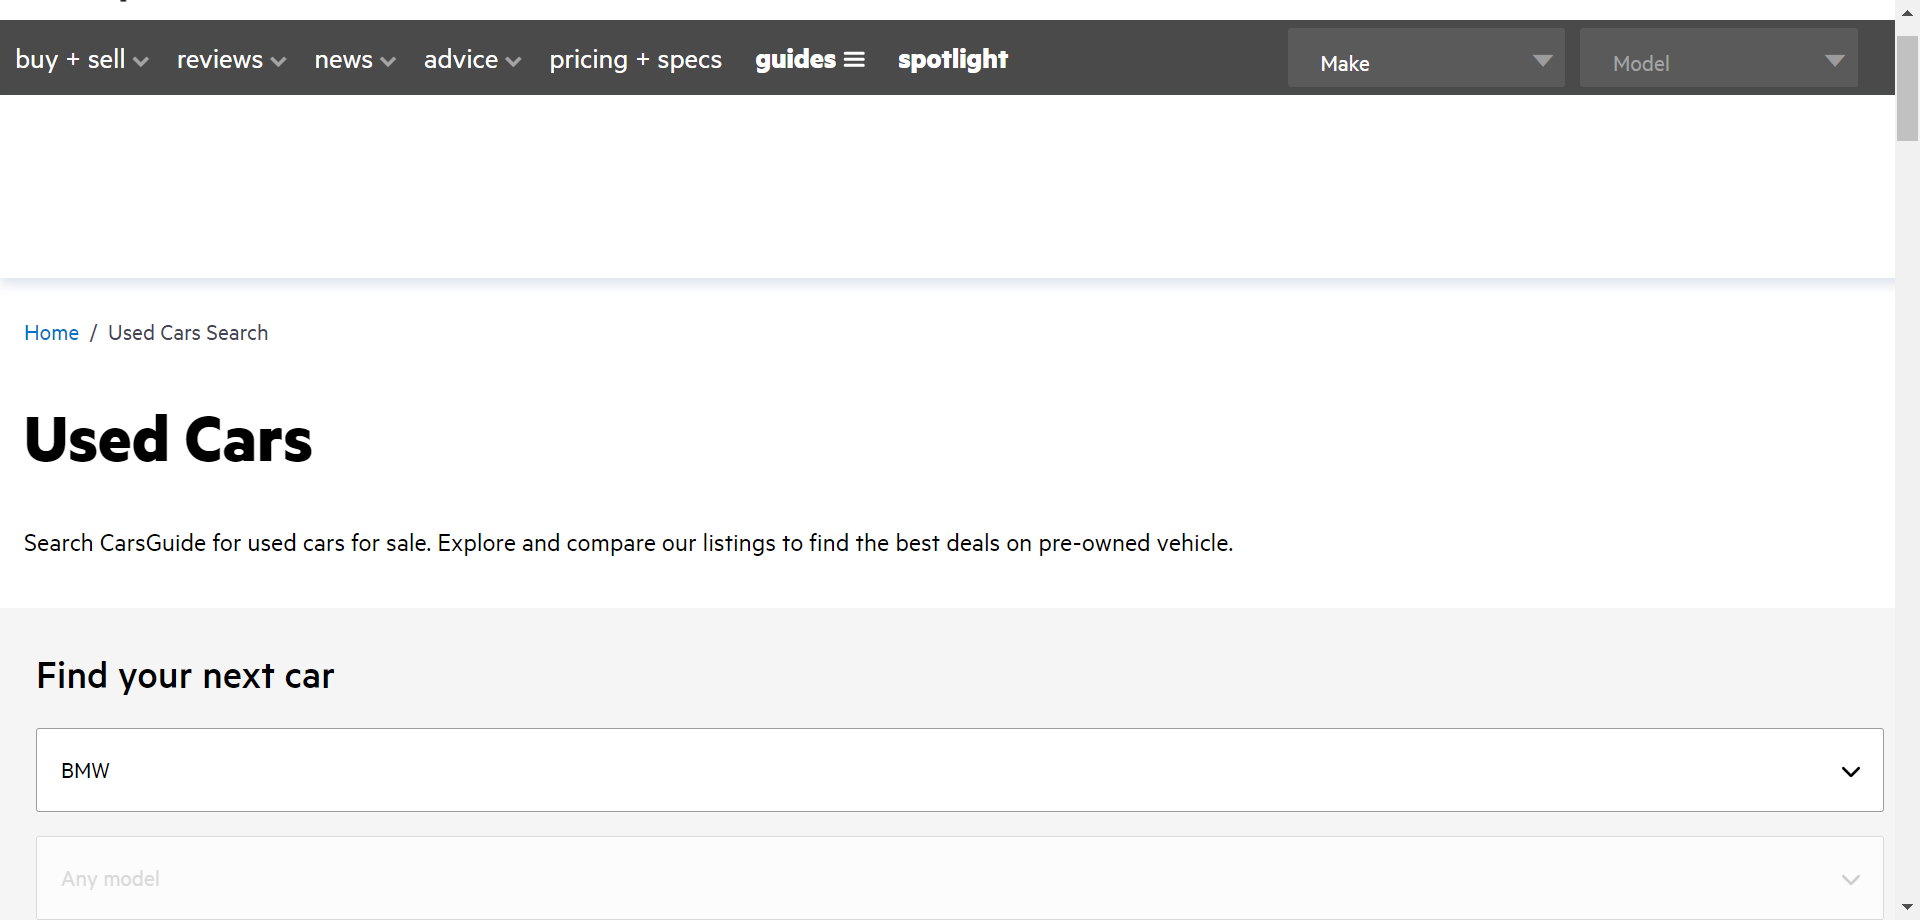 buy + sell reviews news advice pricing + specs guides spotlight Make Model
Home / Used Cars Search
Used Cars
Search CarsGuide for used cars for sale. Explore and compare our listings to find the best deals on pre-owned vehicle.
Find your next car
BMW
Any model